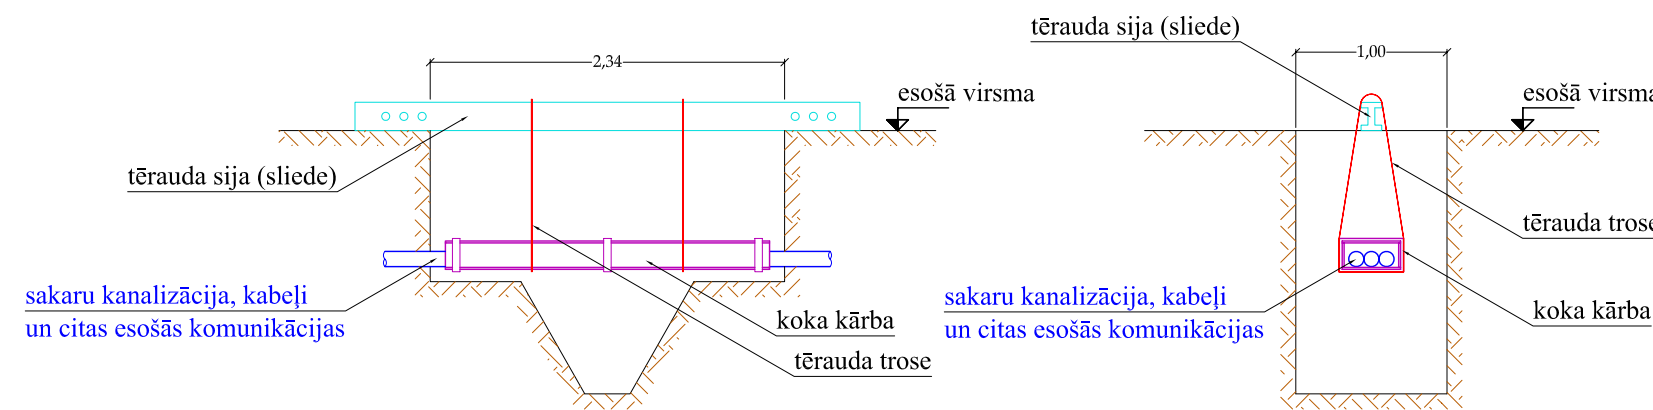 tērauda sija (sliede)
2,34
1,00
esošā virsma
esošā virsma
tērauda sija (sliede)
tērauda trose
sakaru kanalizācija, kabeļi
un citas esošās komunikācijas
koka kārba
tērauda trose
sakaru kanalizācija, kabeļi
un citas esošās komunikācijas
koka kārba